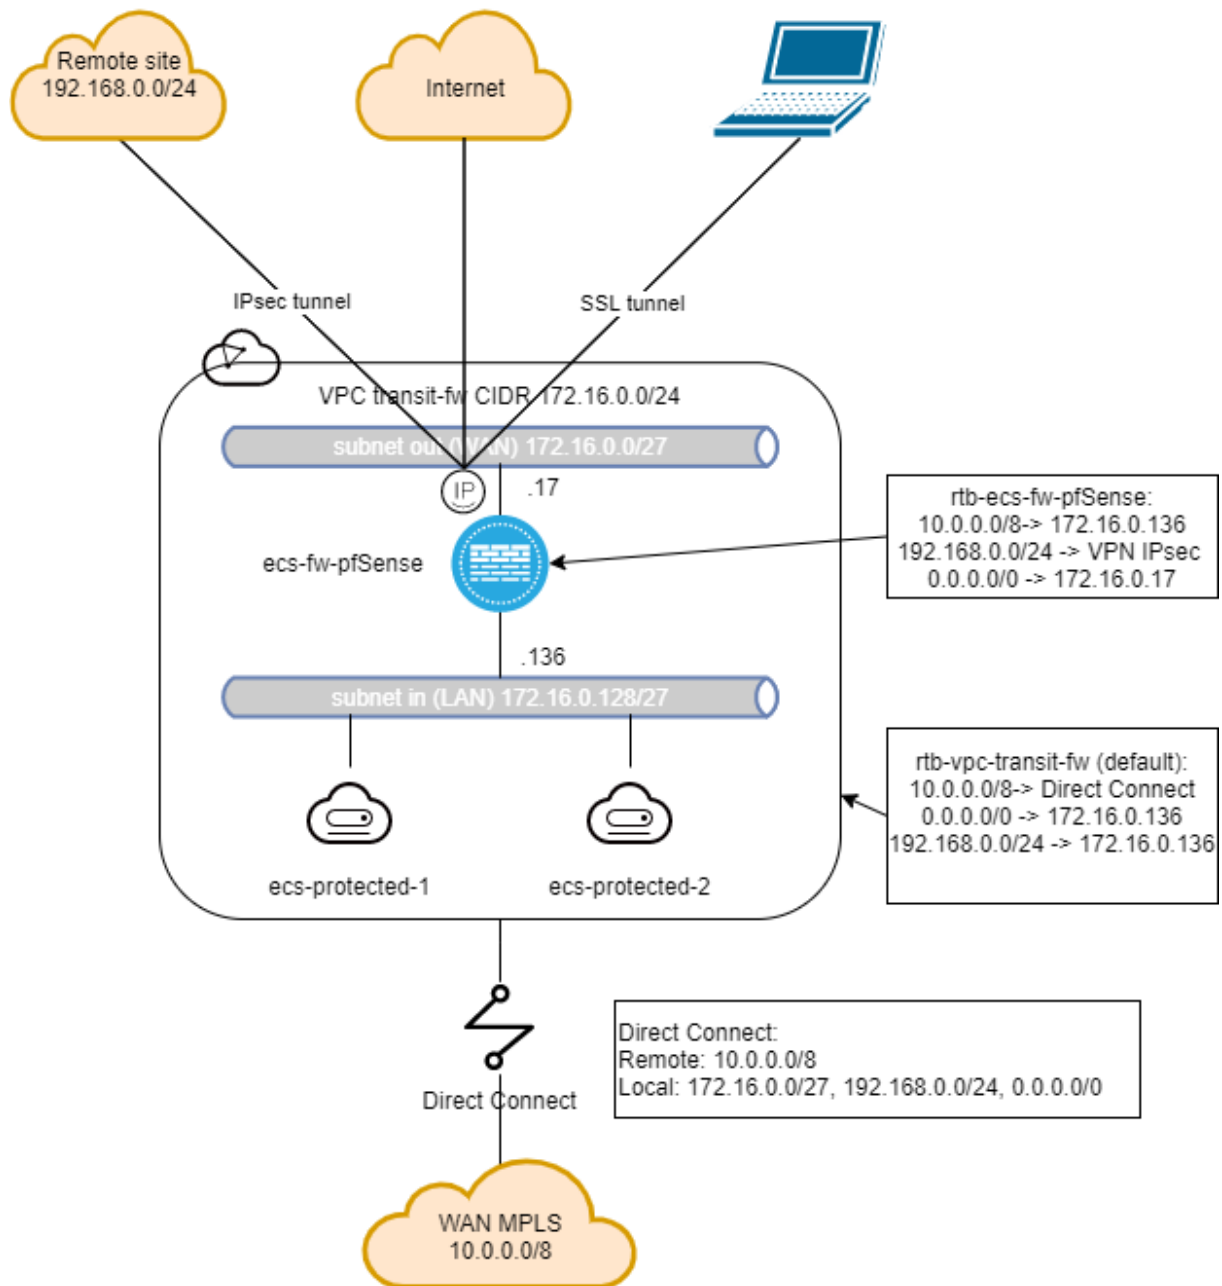 Remote site
192.168.0.0/24
Internet
IPsec tunnel
SSL tunnel
VPC transit-fw CIDR 172.16.0.0/24
subnet out (WAN) 172.16.0.0/27
IP
.17
ecs-fw-pfSense
rtb-ecs-fw-pfSense:
10.0.0.0/8-> 172.16.0.136
192.168.0.0/24 -> VPN IPsec
0.0.0.0/0 -> 172.16.0.17
.136
subnet in (LAN) 172.16.0.128/27
rtb-vpc-transit-fw (default):
10.0.0.0/8-> Direct Connect
0.0.0.0/0 -> 172.16.0.136
192.168.0.0/24 -> 172.16.0.136
ecs-protected-1
ecs-protected-2
Direct Connect:
Remote: 10.0.0.0/8
Local: 172.16.0.0/27, 192.168.0.0/24, 0.0.0.0/0
Direct Connect
WAN MPLS
10.0.0.0/8